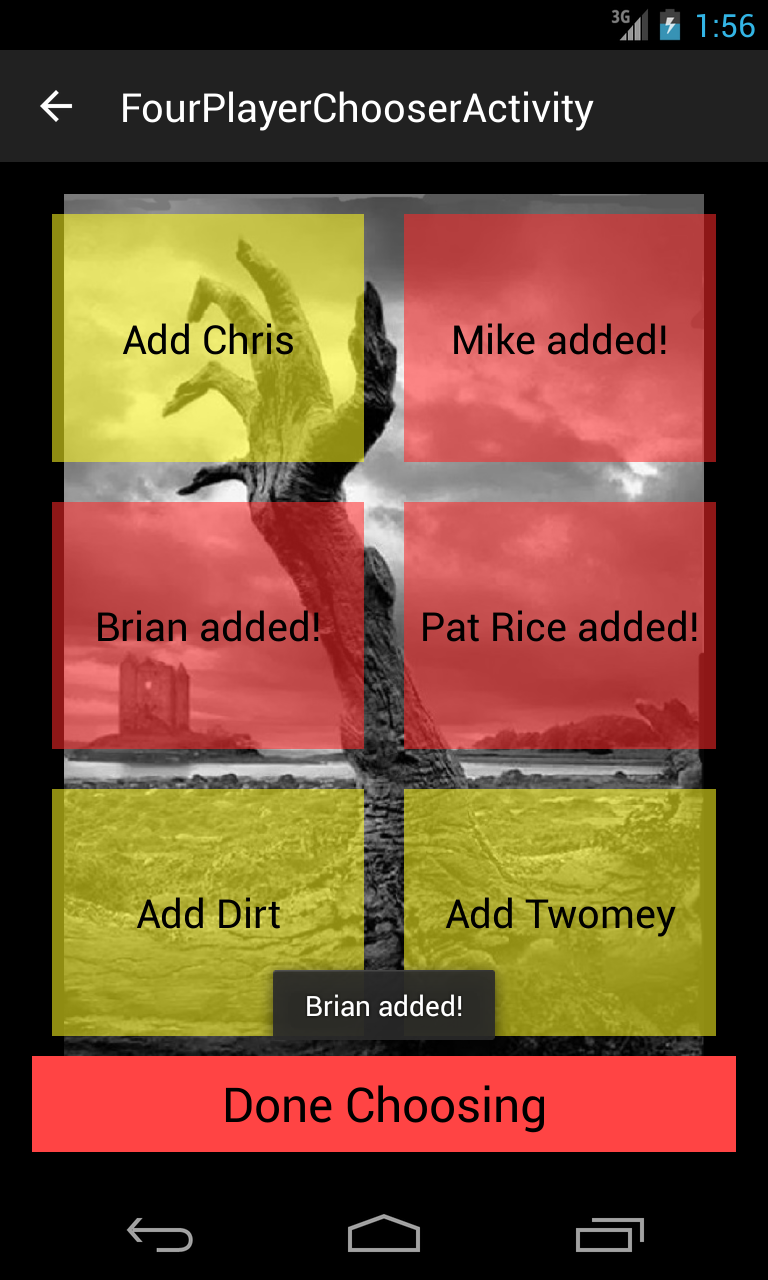 3G
1:56
FourPlayerChooserActivity
Add Chris
Mike added!
Brian added!
Pat Rice added!
Add Dirt
Add Twomey
Brian added!
Done Choosing